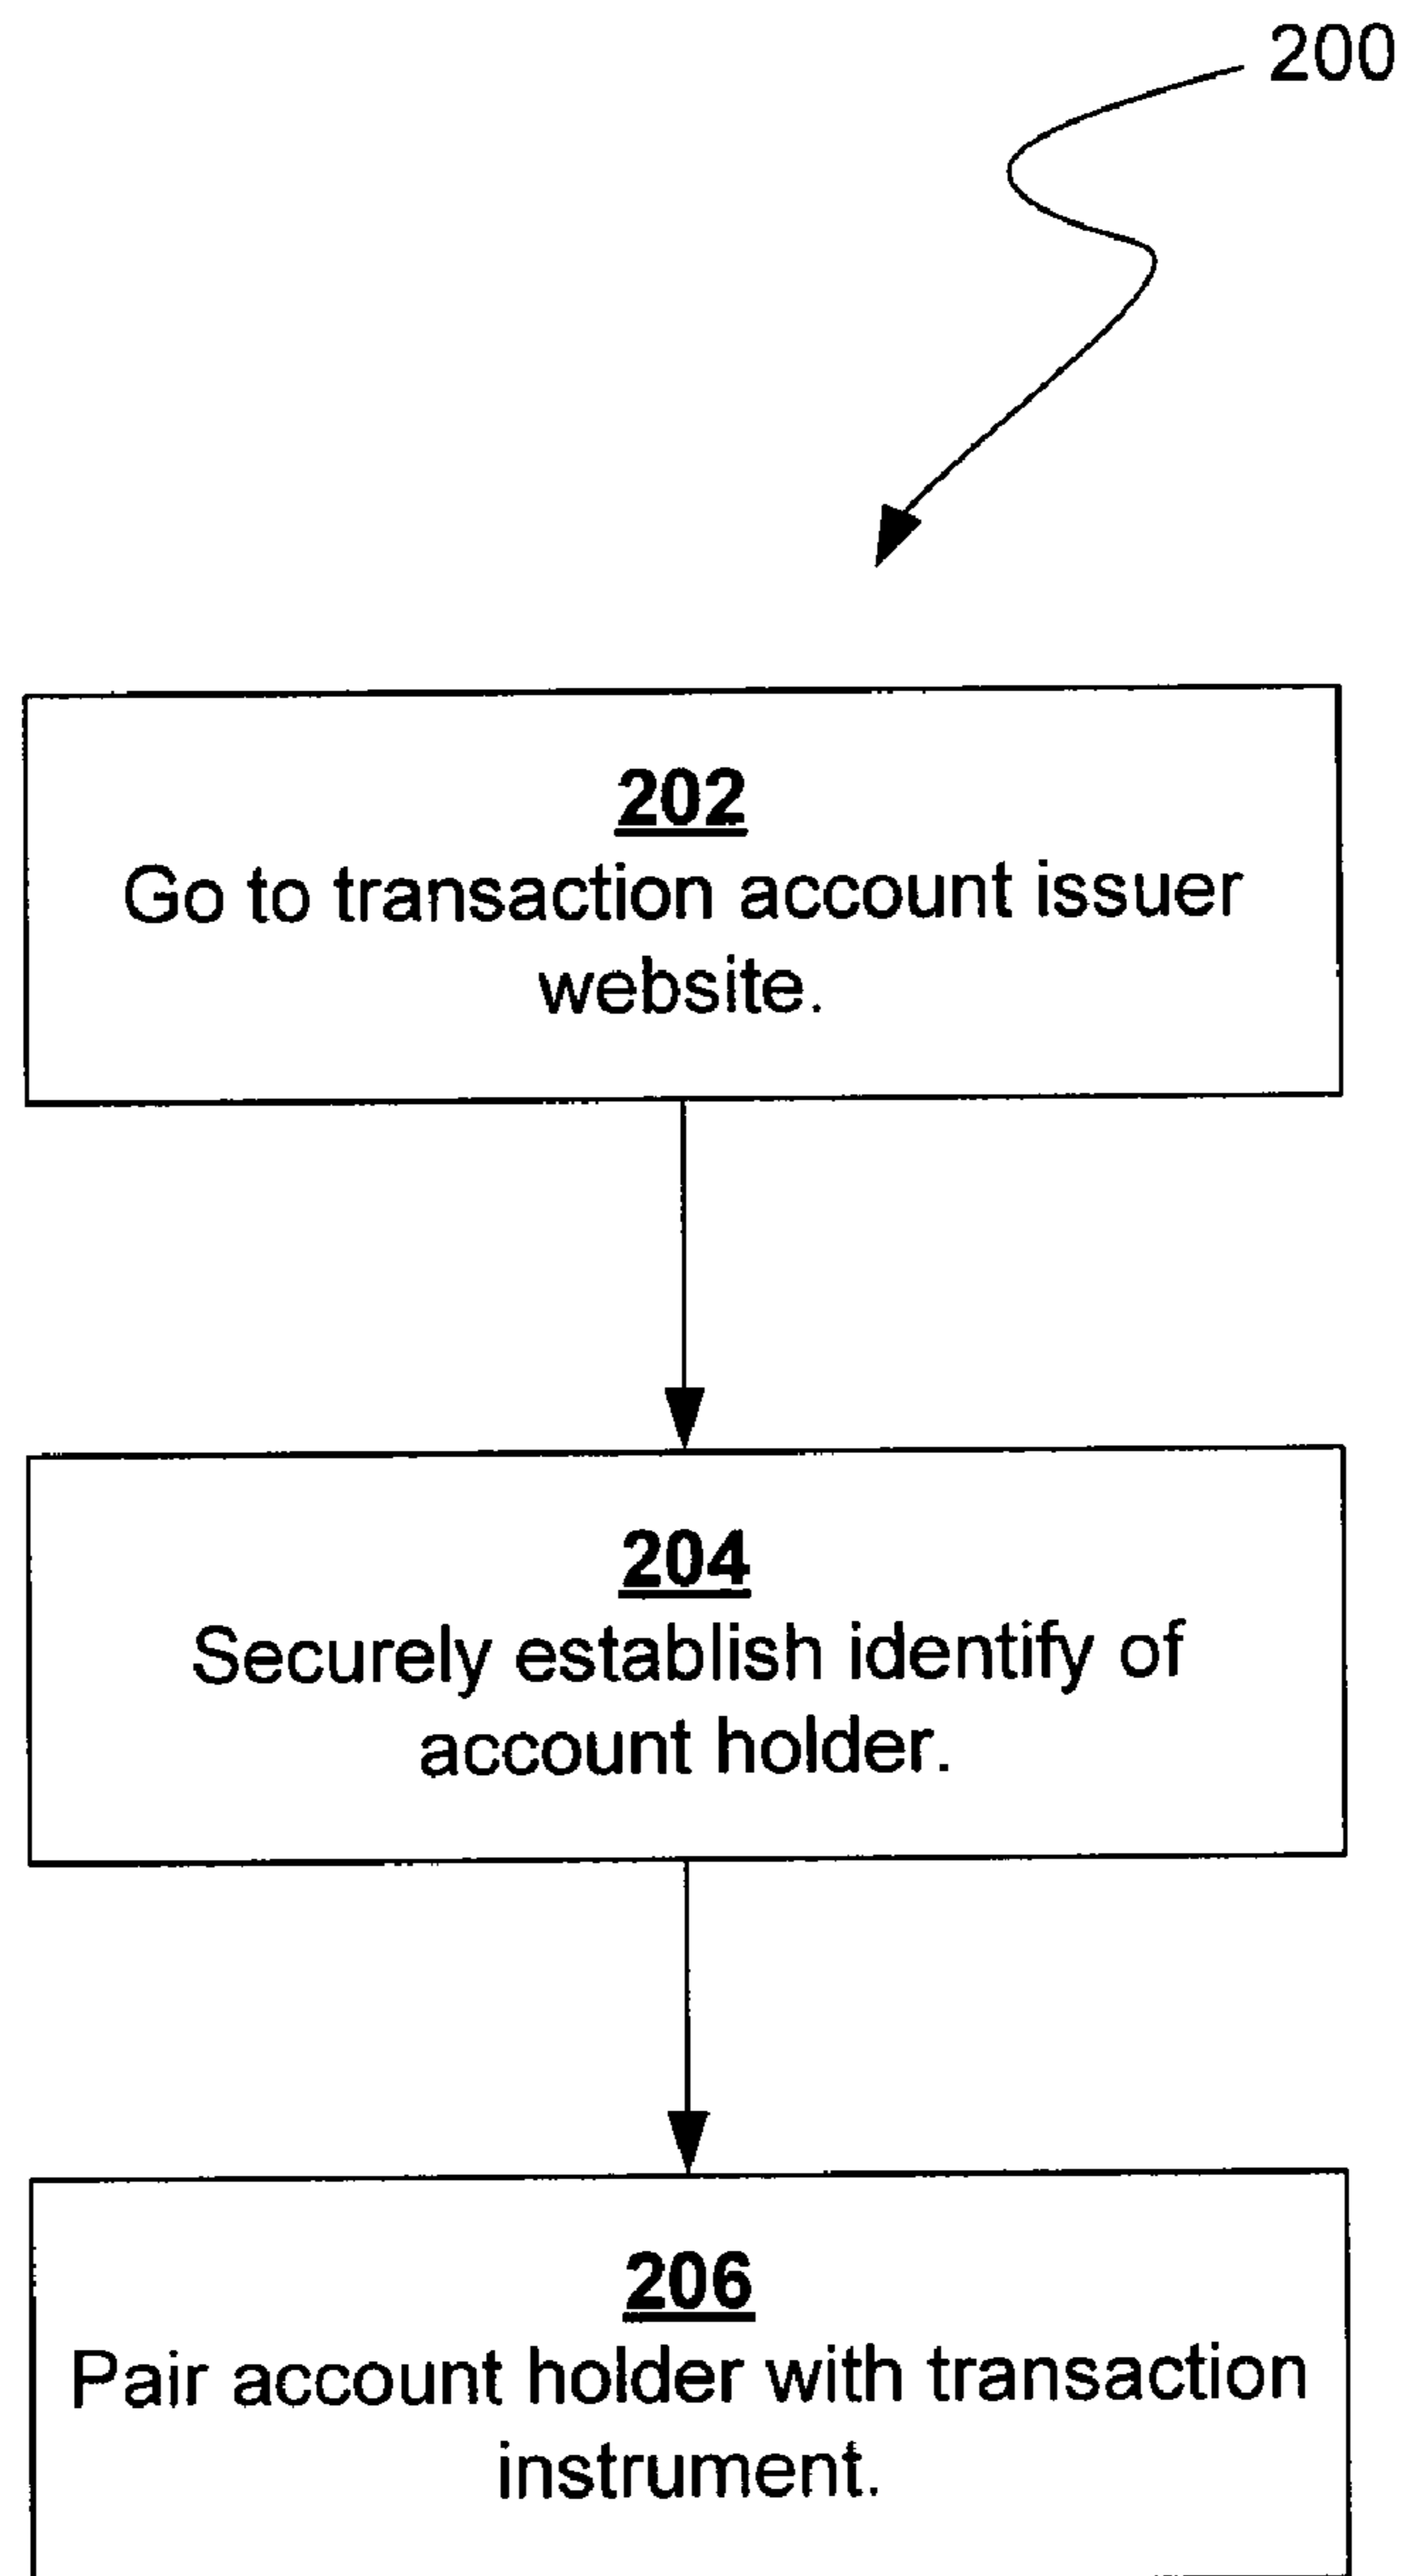 200
202
Go to transaction account issuer
website.
204
Securely establish identify of
account holder.
206
Pair account holder with transaction
instrument.